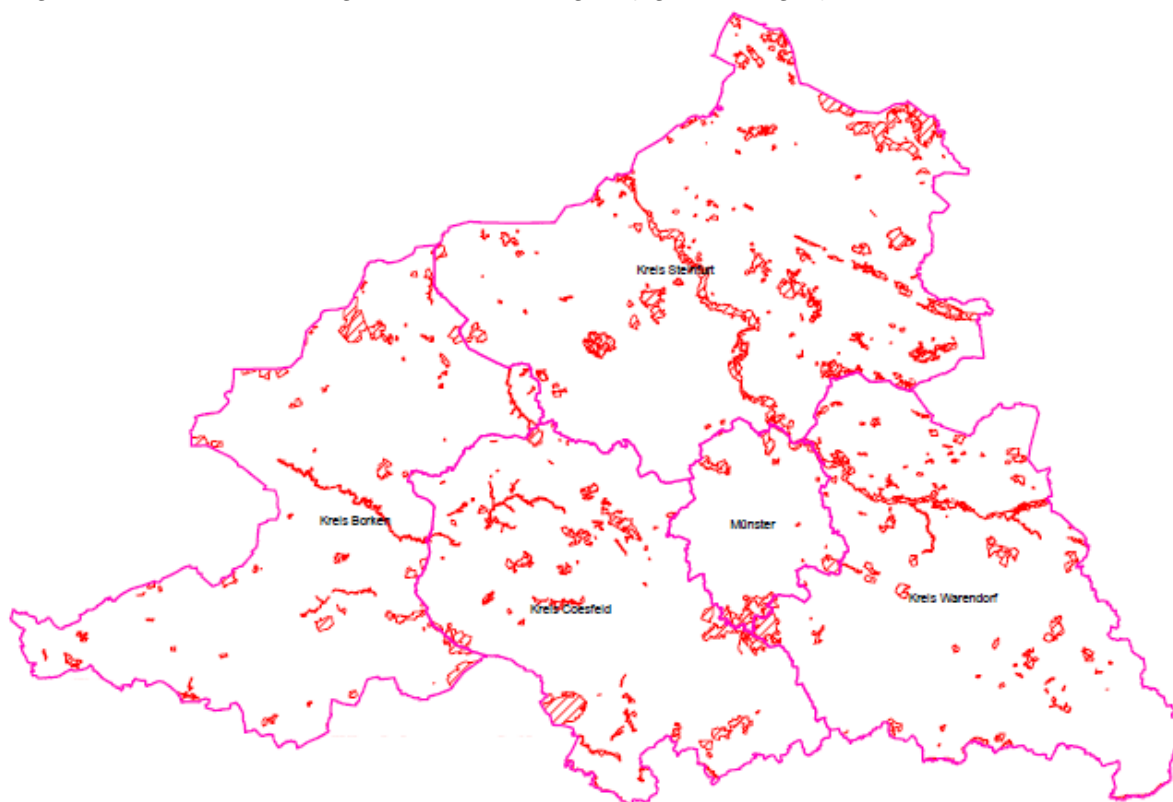 Kreis Steinfurt
Kreis Borken
Münster
Kreis Coesfeld
Kreis Warendorf